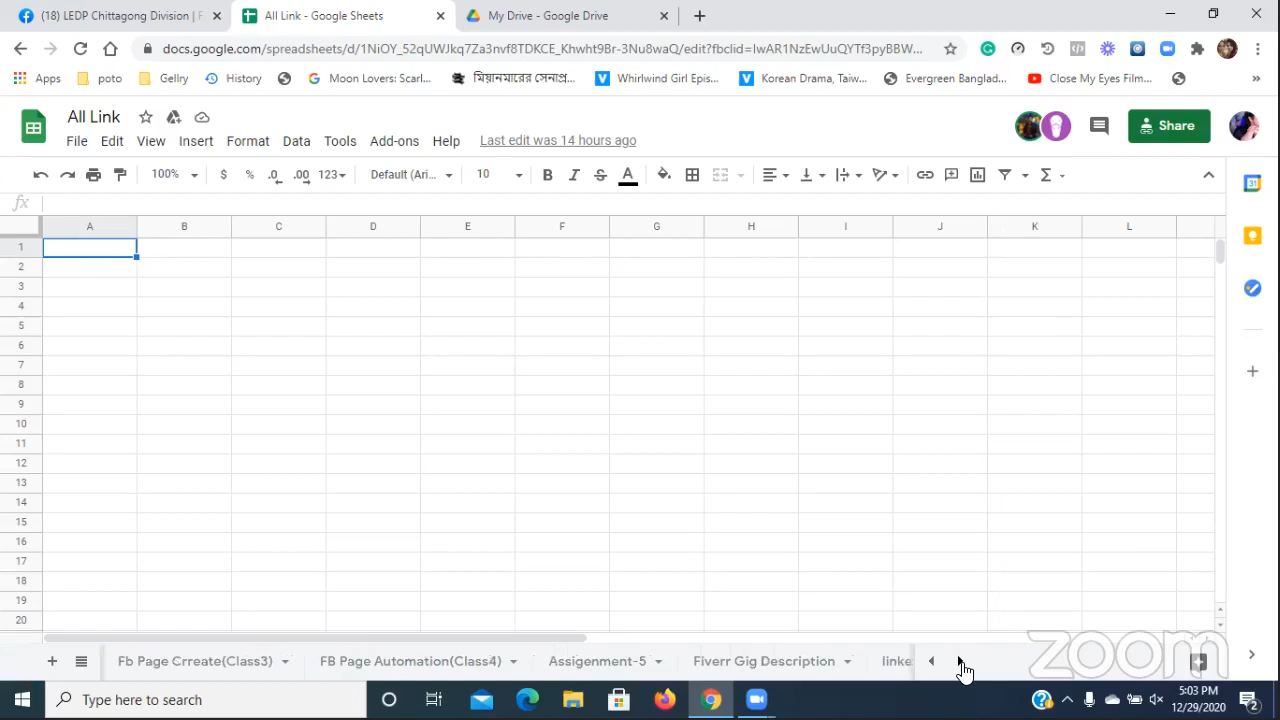 (18) LEDP Chittagong Division | F
All Link - Google Sheets
My Drive - Google Drive
docs.google.com/spreadsheets/d/1NiOY_52qUWJkq7Za3nvf8TDKCE_Khwht9Br-3Nu8waQ/edit?fbclid=IwAR1NzEwUuQYTf3pyBBW...
Apps
poto
Gellry
History
Moon Lovers: Scarl...
মিয়ানমারের সেনাপ্র...
Whirlwind Girl Epis...
Korean Drama, Taiw...
Evergreen Banglad...
Close My Eyes Film...
»
All Link
File Edit View Insert Format Data Tools Add-ons Help Last edit was 14 hours ago
Share
100% $ % .0 .00 123 Default (Ari... 10 B I S A
fx
A B C D E F G H I J K L
1
2
3
4
5
6
7
8
9
10
11
12
13
14
15
16
17
18
19
20
Fb Page Crreate(Class3) FB Page Automation(Class4) Assigenment-5 Fiverr Gig Description linke
zoom
Type here to search
5:03 PM
12/29/2020
2